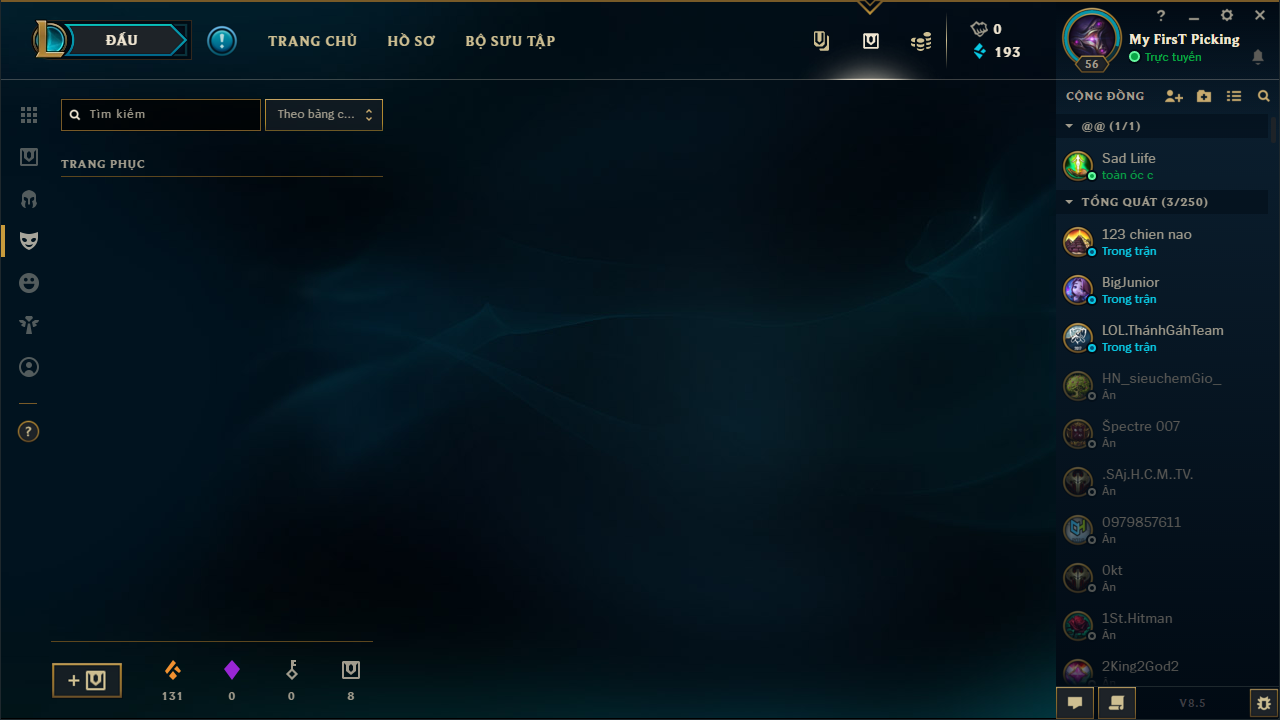 ĐẤU
TRANG CHỦ
HỒ SƠ
BỘ SƯU TẬP
0
193
56
My FirsT Picking
Trực tuyến
Tìm kiếm
Theo bảng c...
TRANG PHỤC
131
0
0
8
CỘNG ĐỒNG
@@ (1/1)
Sad Liife
toàn óc c
TỔNG QUÁT (3/250)
123 chien nao
Trong trận
BigJunior
Trong trận
LOL.ThánhGáhTeam
Trong trận
HN_sieuchemGio_
Ẩn
Špectre 007
Ẩn
.SAj.H.C.M..TV.
Ẩn
0979857611
Ẩn
0kt
Ẩn
1St.Hitman
Ẩn
2King2God2
Ẩn
V8.5